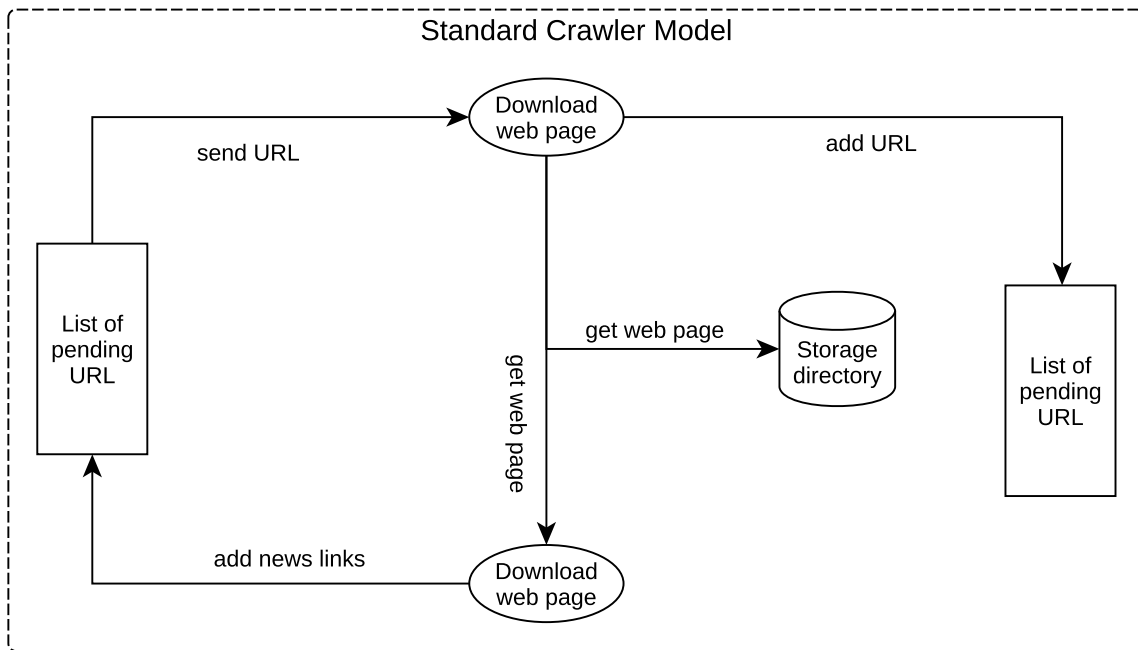 Standard Crawler Model
Download
web page
send URL
add URL
List of
pending
URL
get web page
Storage
directory
get web page
List of
pending
URL
add news links
Download
web page